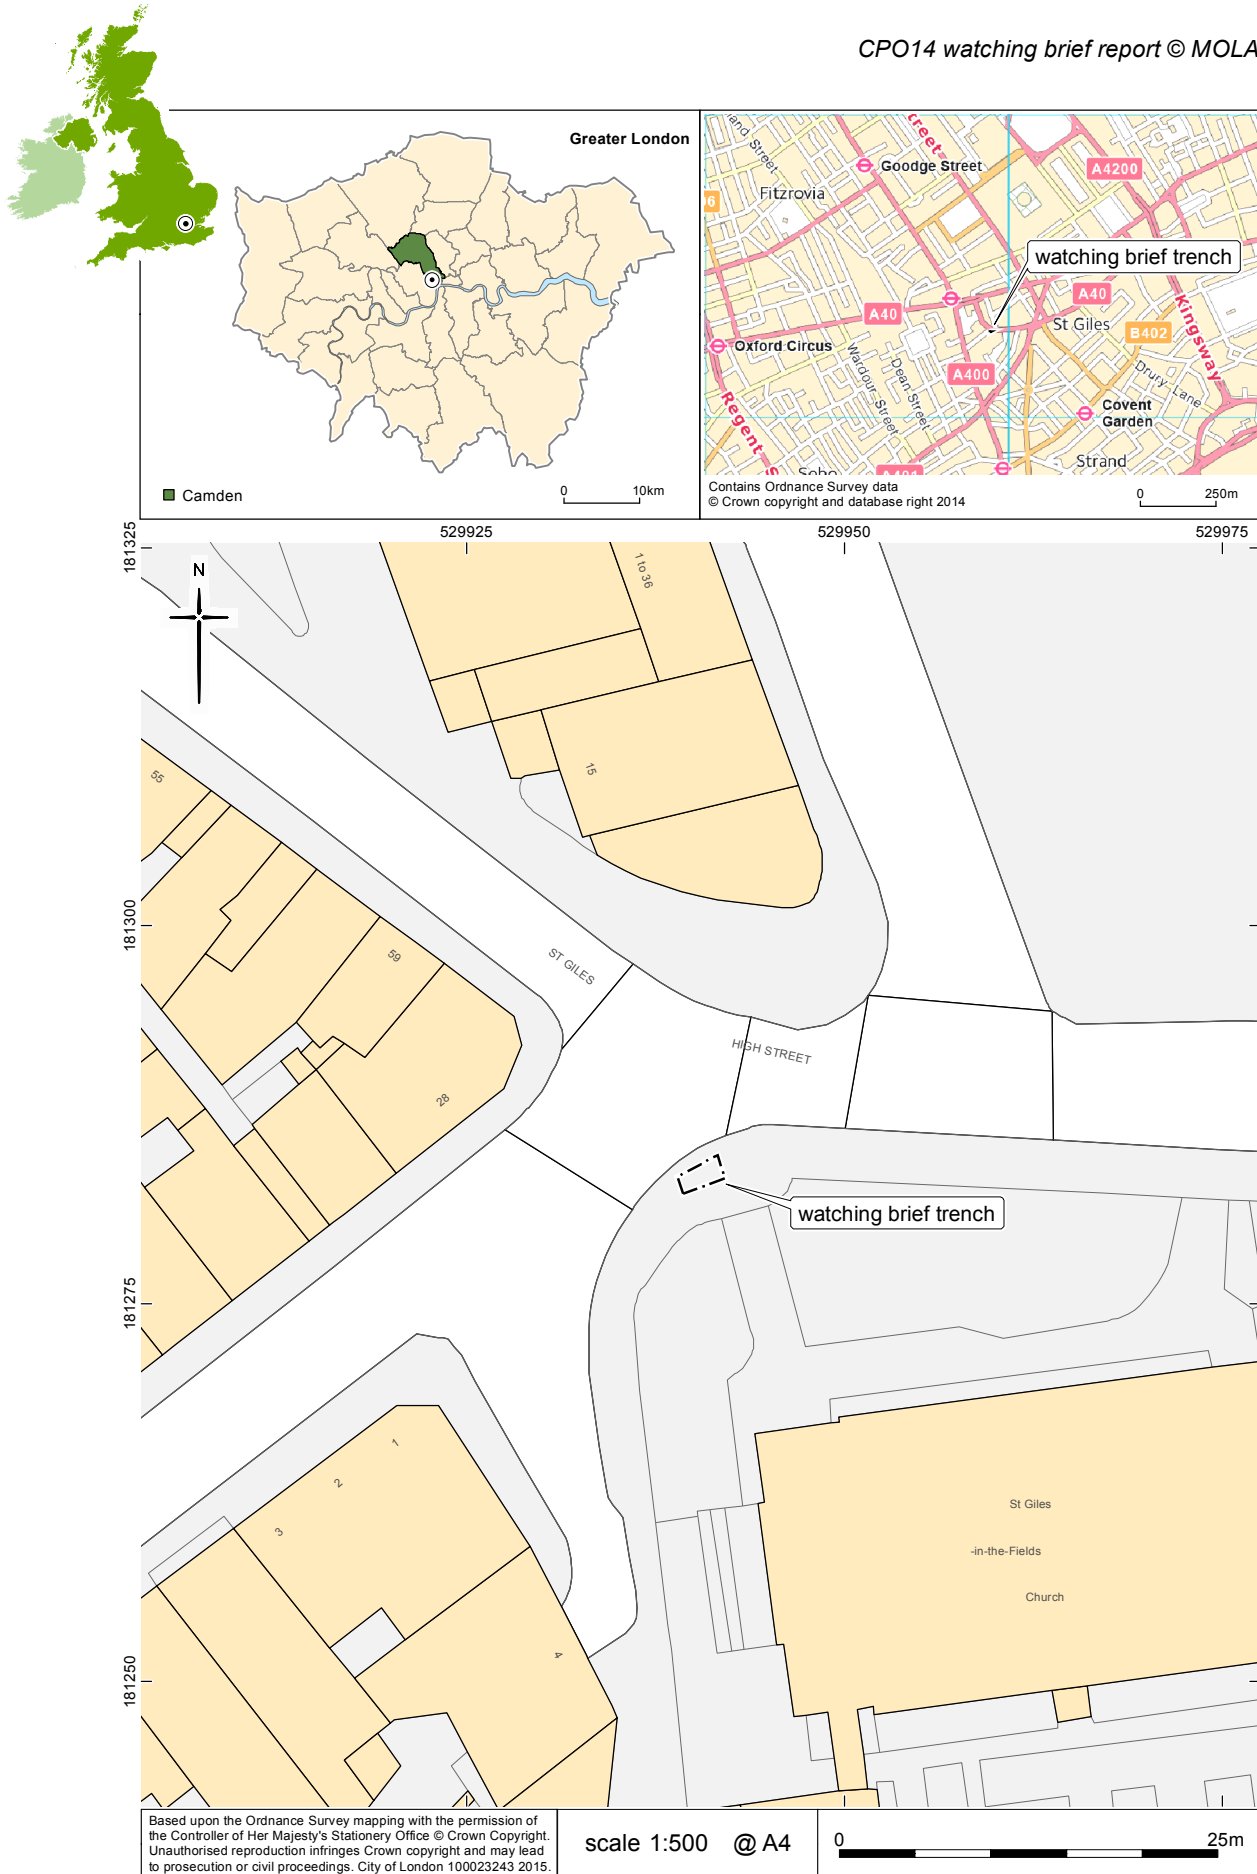 CPO14 watching brief report © MOLA
Greater London
Camden
0 10km
Goodge Street
Fitzrovia
A4200
watching brief trench
A40
A40
St Giles
B402
Kingsway
Oxford Circus
Wardour Street
Dean Street
A400
Drury Lane
Covent
Garden
Regent
Strand
Contains Ordnance Survey data
© Crown copyright and database right 2014
0 250m
529925
529950
529975
181325
181300
181275
181250
N
1 to 36
15
55
59
28
ST GILES
HIGH STREET
watching brief trench
1
2
3
4
St Giles
-in-the-Fields
Church
Based upon the Ordnance Survey mapping with the permission of
the Controller of Her Majesty's Stationery Office © Crown Copyright.
Unauthorised reproduction infringes Crown copyright and may lead
to prosecution or civil proceedings. City of London 100023243 2015.
scale 1:500 @ A4
0 25m